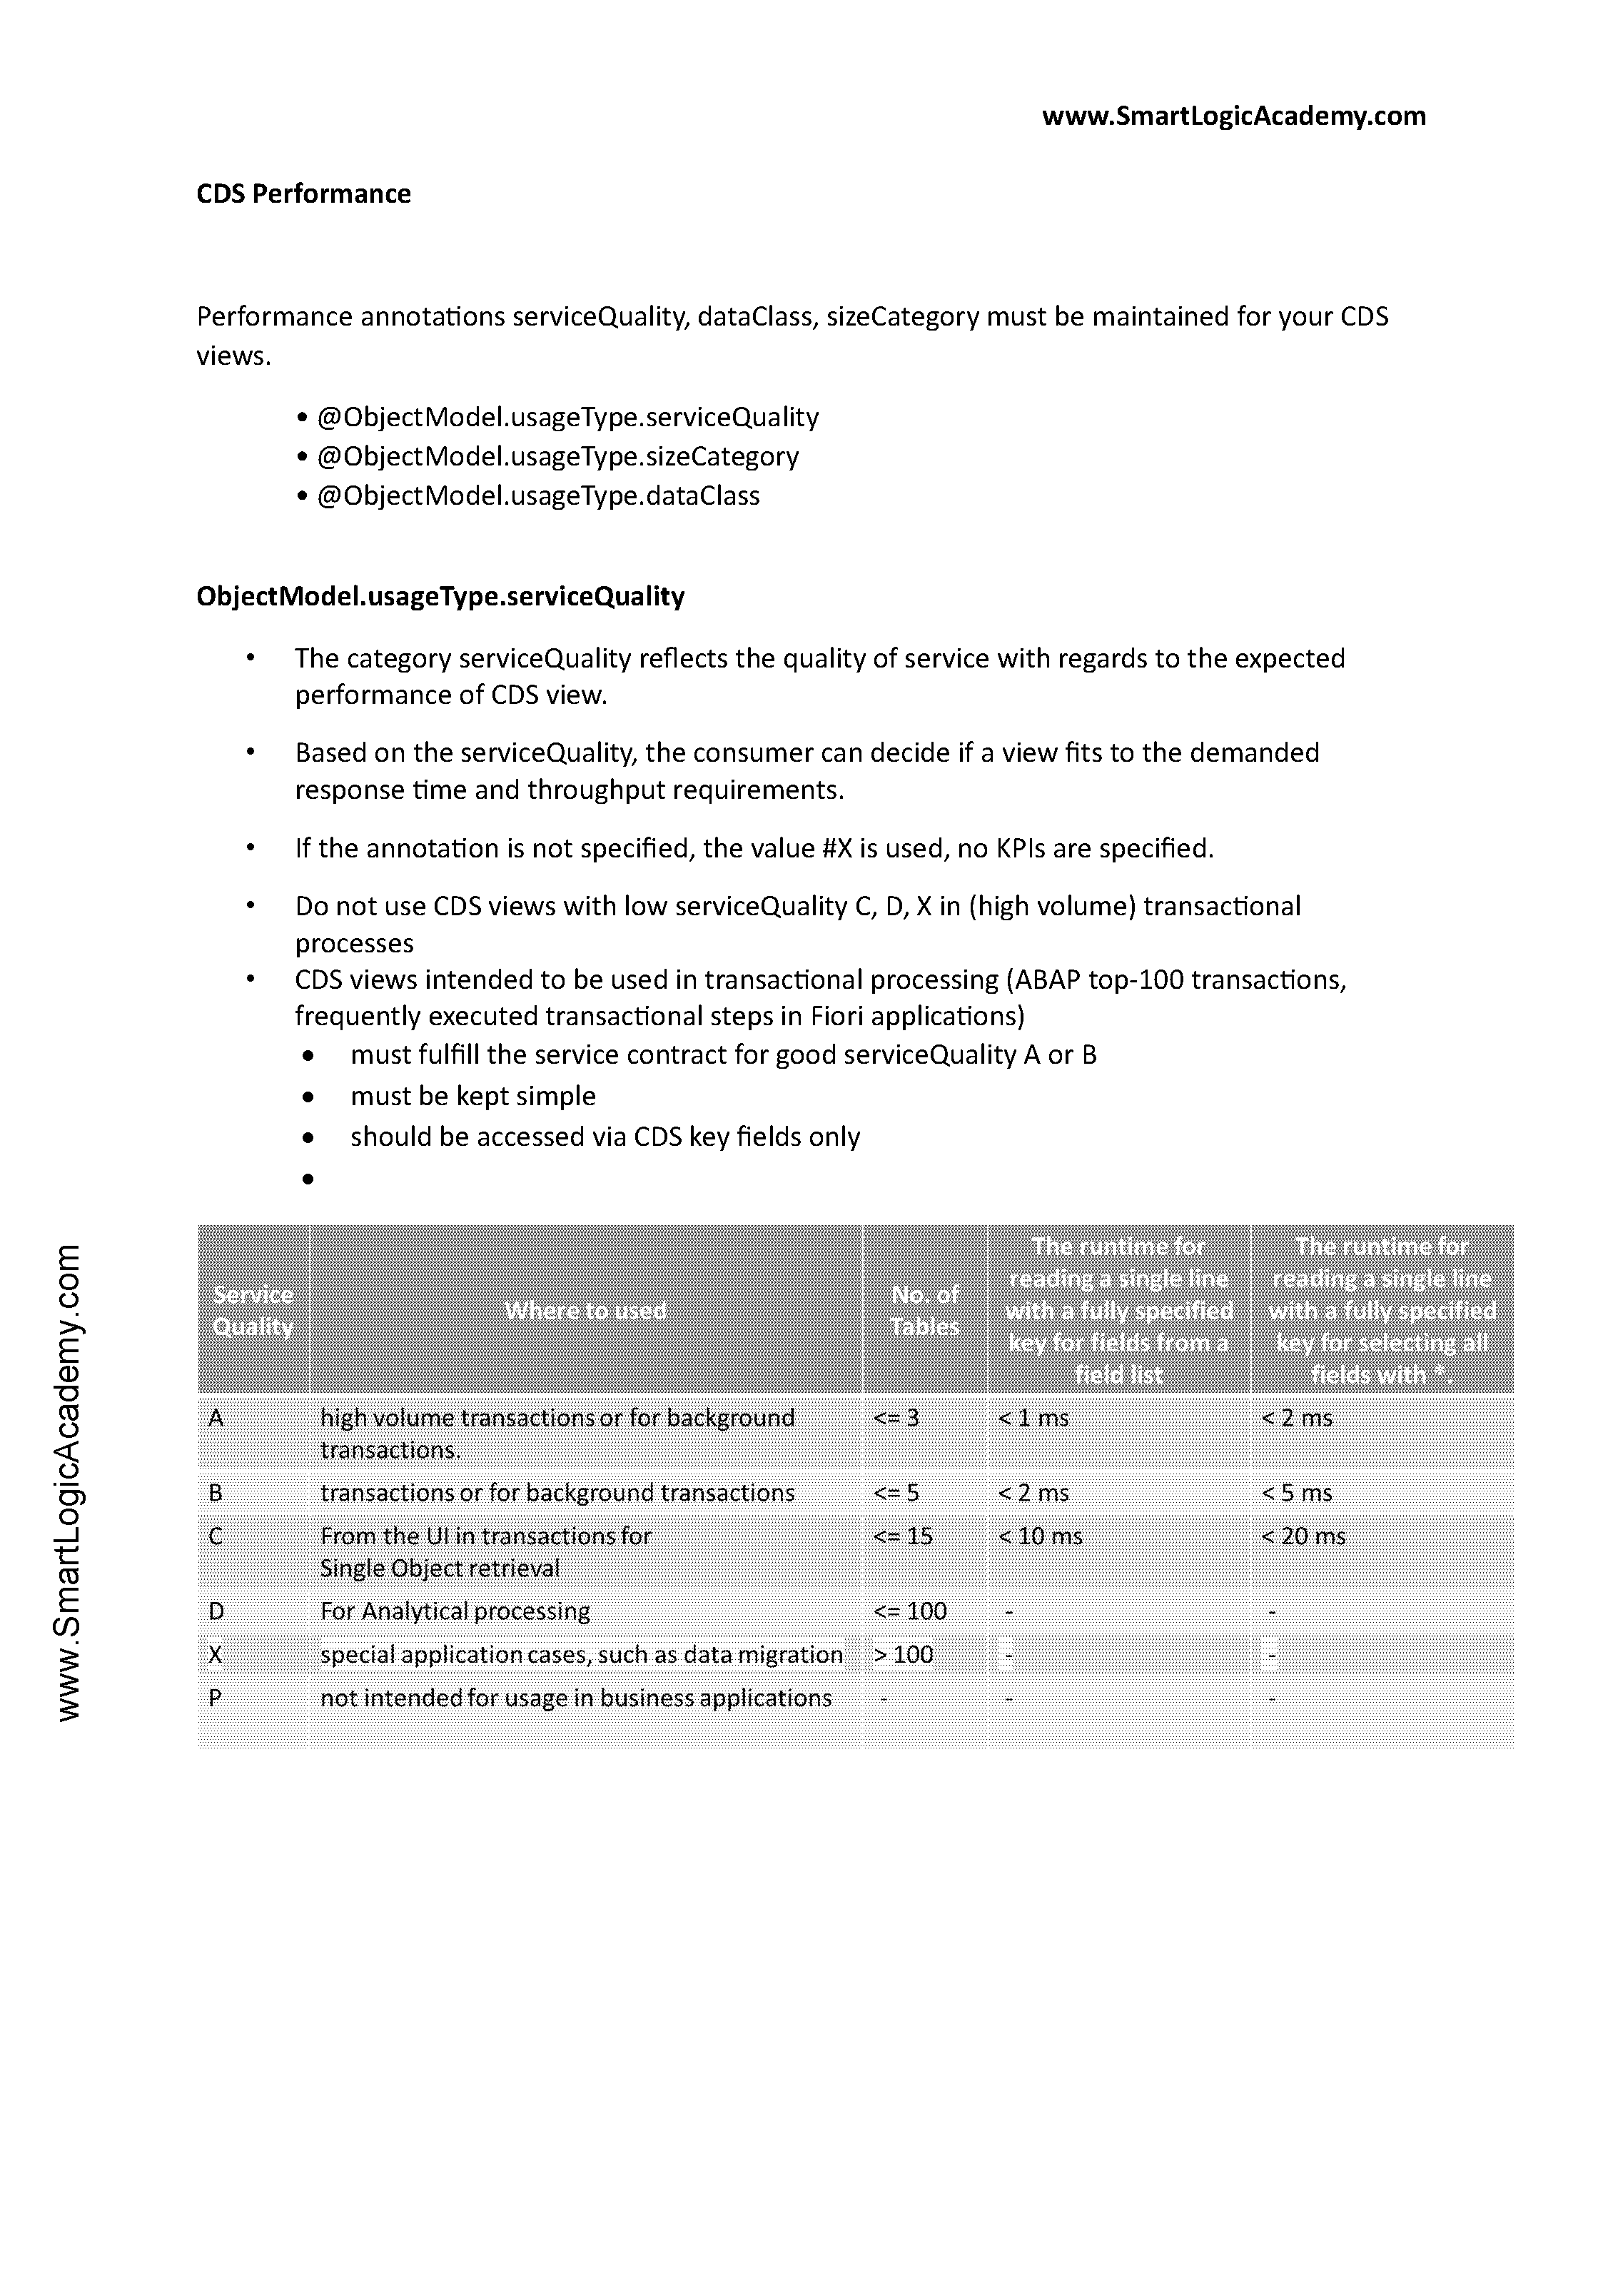 www.SmartLogicAcademy.com
CDS Performance
Performance annotations serviceQuality, dataClass, sizeCategory must be maintained for your CDS
views.
• @ObjectModel.usageType.serviceQuality
• @ObjectModel.usageType.sizeCategory
• @ObjectModel.usageType.dataClass
ObjectModel.usageType.serviceQuality
• The category serviceQuality reflects the quality of service with regards to the expected
performance of CDS view.
• Based on the serviceQuality, the consumer can decide if a view fits to the demanded
response time and throughput requirements.
• If the annotation is not specified, the value #X is used, no KPIs are specified.
• Do not use CDS views with low serviceQuality C, D, X in (high volume) transactional
processes
• CDS views intended to be used in transactional processing (ABAP top-100 transactions,
frequently executed transactional steps in Fiori applications)
• must fulfill the service contract for good serviceQuality A or B
• must be kept simple
• should be accessed via CDS key fields only
•
Service
Quality
Where to used
No. of
Tables
The runtime for
reading a single line
with a fully specified
key for fields from a
field list
The runtime for
reading a single line
with a fully specified
key for selecting all
fields with *.
A high volume transactions or for background <= 3 < 1 ms < 2 ms
transactions.
B transactions or for background transactions <= 5 < 2 ms < 5 ms
C From the UI in transactions for <= 15 < 10 ms < 20 ms
Single Object retrieval
D For Analytical processing <= 100 - -
X special application cases, such as data migration > 100 - -
P not intended for usage in business applications - - -
www.SmartLogicAcademy.com